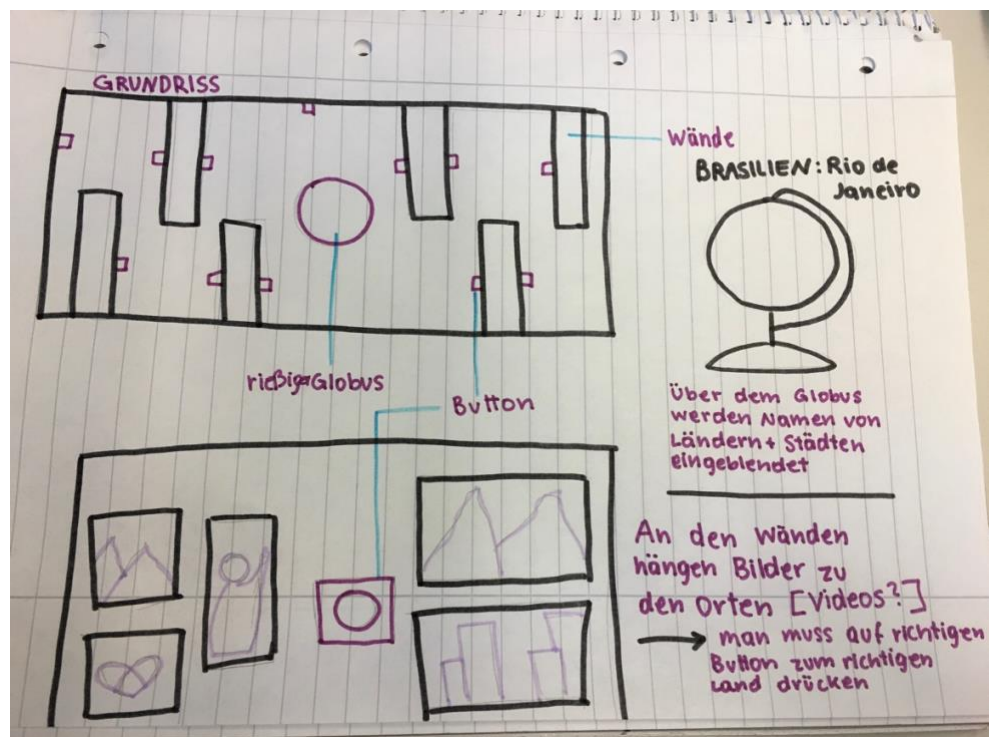 GRUNDRISS
Wände
BRASILIEN: Rio de
Janeiro
rießiger Globus
Button
Über dem Globus
werden Namen von
Ländern + Städten
eingeblendet
An den Wänden
hängen Bilder zu
den Orten [Videos?]
→ man muss auf richtigen
Button zum richtigen
Land drücken